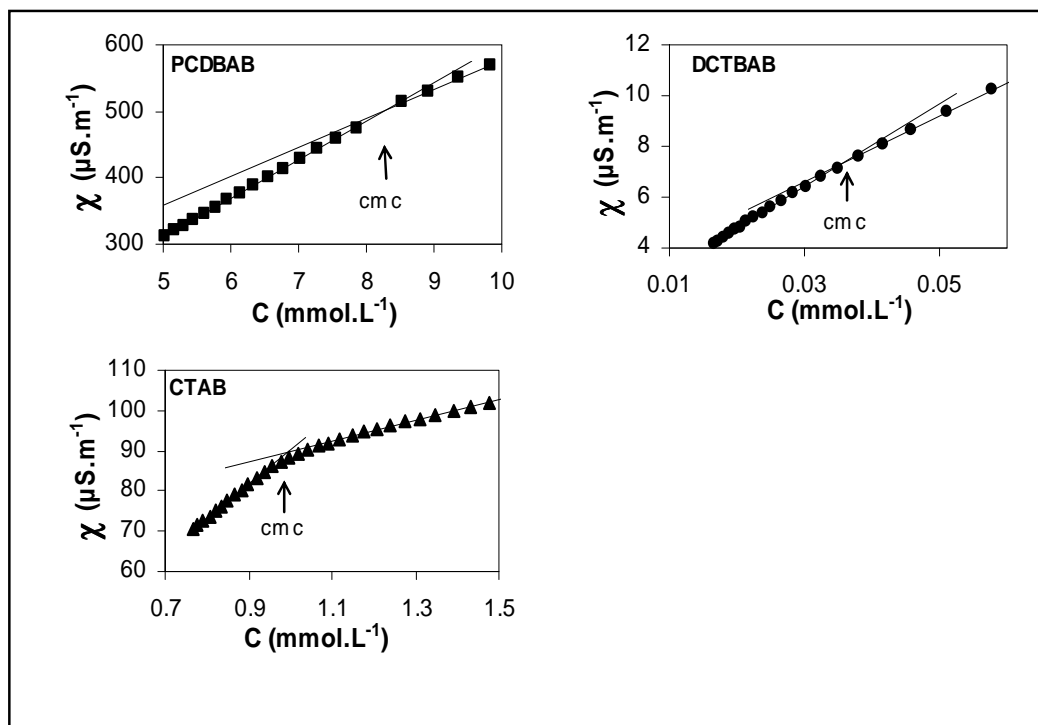 PCDBAB
χ (µS.m⁻¹)
600
500
400
300
cmc
5 6 7 8 9 10
C (mmol.L⁻¹)
DCTBAB
χ (µS.m⁻¹)
12
10
8
6
4
cmc
0.01 0.03 0.05
C (mmol.L⁻¹)
CTAB
χ (µS.m⁻¹)
110
100
90
80
70
60
cmc
0.7 0.9 1.1 1.3 1.5
C (mmol.L⁻¹)